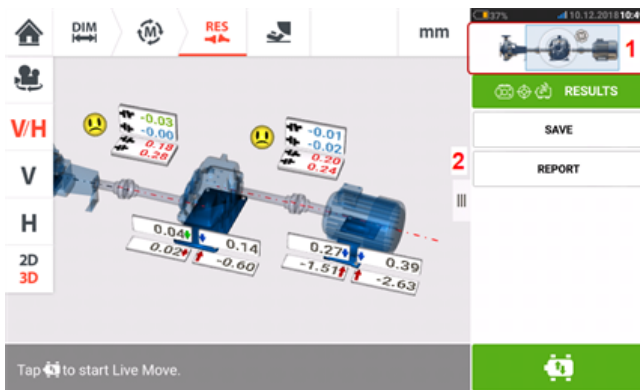 DIM
M
RES
mm
37%
10.12.2018 10:4
1
RESULTS
SAVE
REPORT
2
V/H
V
H
2D
3D
-0.03
-0.00
0.18
0.28
-0.01
-0.02
0.20
0.24
0.04
0.14
0.02
-0.60
0.27
0.39
-1.51
-2.63
Tap to start Live Move.